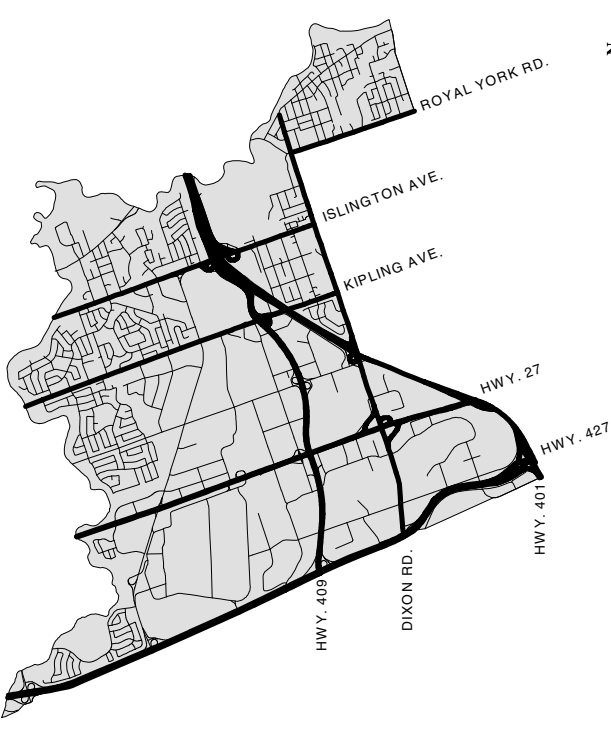 ROYAL YORK RD.
ISLINGTON AVE.
KIPLING AVE.
HWY. 27
HWY. 427
HWY. 401
DIXON RD.
HWY. 409